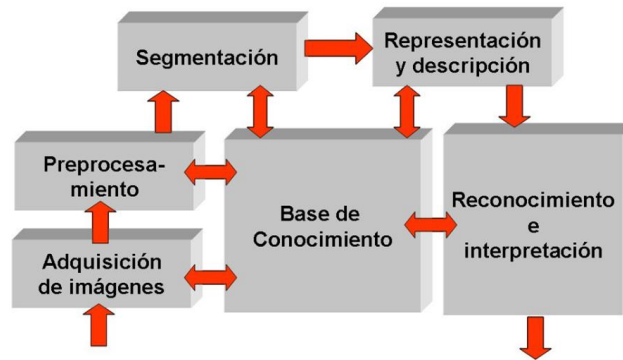 Segmentación
Representación
y descripción
Preprocesa-
miento
Base de
Conocimiento
Reconocimiento
e
interpretación
Adquisición
de imágenes